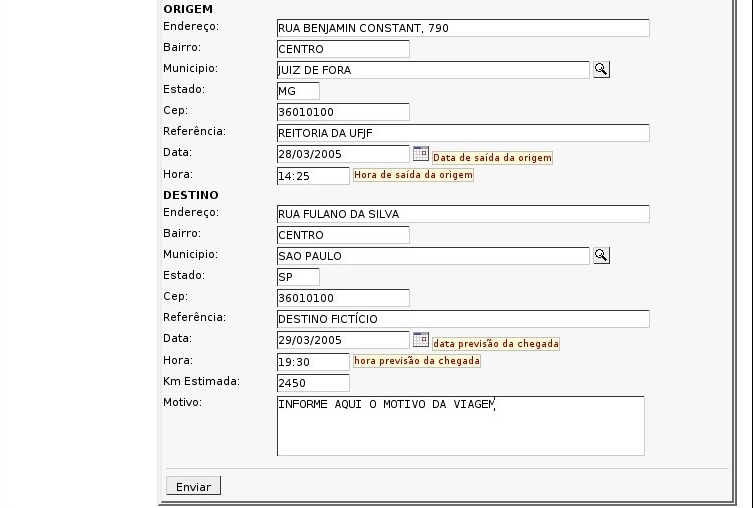 ORIGEM
Endereço: RUA BENJAMIN CONSTANT, 790
Bairro: CENTRO
Municipio: JUIZ DE FORA
Estado: MG
Cep: 36010100
Referência: REITORIA DA UFJF
Data: 28/03/2005 Data de saída da origem
Hora: 14:25 Hora de saída da origem
DESTINO
Endereço: RUA FULANO DA SILVA
Bairro: CENTRO
Municipio: SAO PAULO
Estado: SP
Cep: 36010100
Referência: DESTINO FICTÍCIO
Data: 29/03/2005 data previsão da chegada
Hora: 19:30 hora previsão da chegada
Km Estimada: 2450
Motivo: INFORME AQUI O MOTIVO DA VIAGEM
Enviar